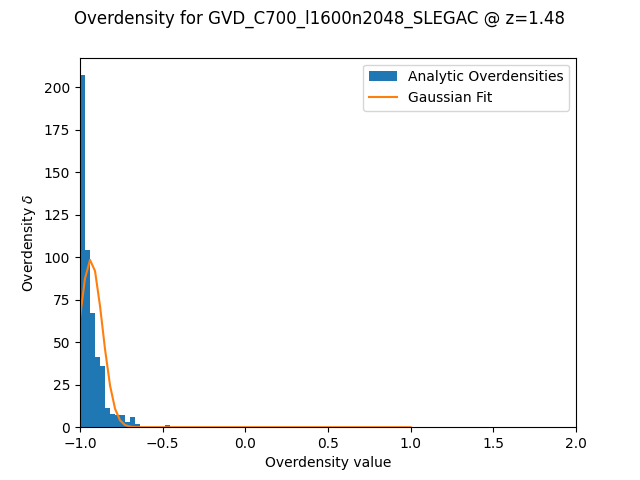 Overdensity for GVD_C700_l1600n2048_SLEGAC @ z=1.48
Analytic Overdensities
Gaussian Fit
Overdensity δ
200
175
150
125
100
75
50
25
0
−1.0 −0.5 0.0 0.5 1.0 1.5 2.0
Overdensity value